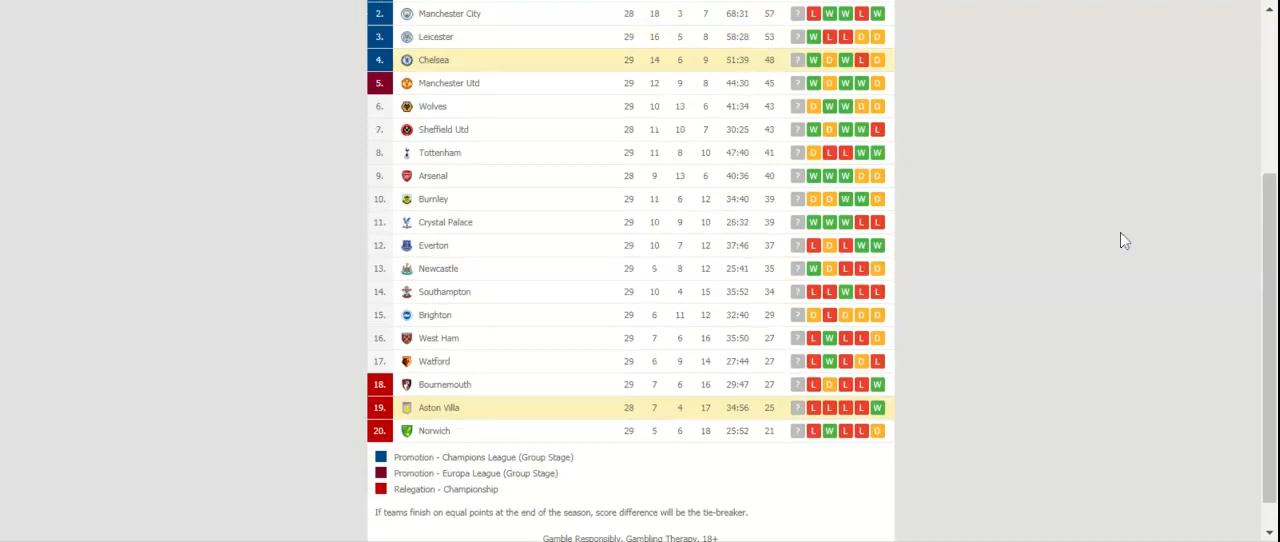 2. Manchester City 28 18 3 7 68:31 57 ? L W W L W
3. Leicester 29 16 5 8 58:28 53 ? W L L D D
4. Chelsea 29 14 6 9 51:39 48 ? W D W L D
5. Manchester Utd 29 12 9 8 44:30 45 ? W D W W D
6. Wolves 29 10 13 6 41:34 43 ? D W W D D
7. Sheffield Utd 28 11 10 7 30:25 43 ? W D W W L
8. Tottenham 29 11 8 10 47:40 41 ? D L L W W
9. Arsenal 28 9 13 6 40:36 40 ? W W W D D
10. Burnley 29 11 6 12 34:40 39 ? D D W W D
11. Crystal Palace 29 10 9 10 26:32 39 ? W W W L L
12. Everton 29 10 7 12 37:46 37 ? L D L W W
13. Newcastle 29 5 8 12 25:41 35 ? W D L L D
14. Southampton 29 10 4 15 35:52 34 ? L L W L L
15. Brighton 29 6 11 12 32:40 29 ? D L D D D
16. West Ham 29 7 6 16 35:50 27 ? L W L L D
17. Watford 29 6 9 14 27:44 27 ? L W L D L
18. Bournemouth 29 7 6 16 29:47 27 ? L D L L W
19. Aston Villa 28 7 4 17 34:56 25 ? L L L L W
20. Norwich 29 5 6 18 25:52 21 ? L W L L D
Promotion - Champions League (Group Stage)
Promotion - Europa League (Group Stage)
Relegation - Championship
If teams finish on equal points at the end of the season, score difference will be the tie-breaker.
Gamble Responsibly. Gambling Therapy. 18+